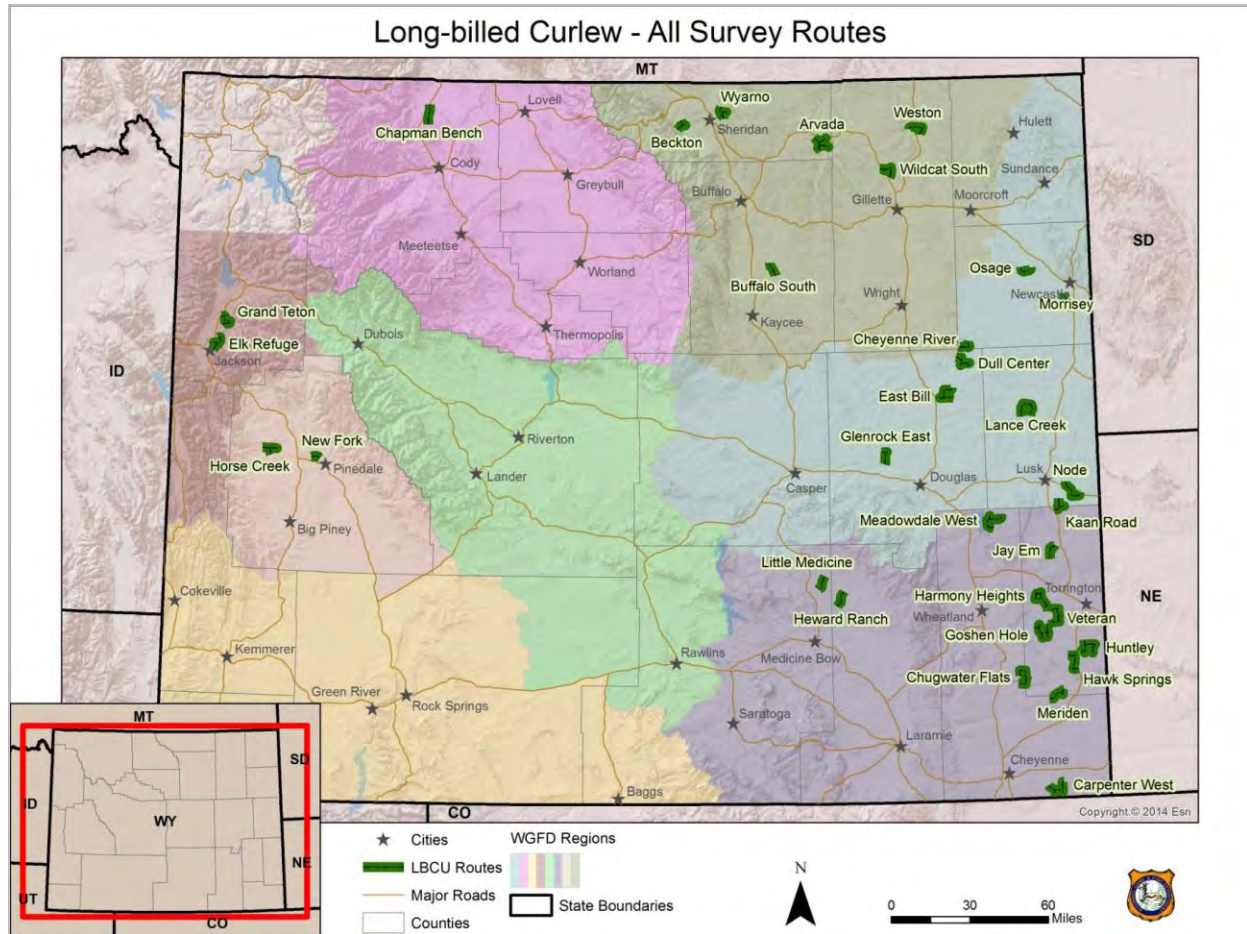 Long-billed Curlew - All Survey Routes
MT
Lovell
Wyarno
Weston
Hulett
Chapman Bench
Sheridan
Arvada
Beckton
Cody
Greybull
Wildcat South
Sundance
Buffalo
Gillette
Moorcroft
Meeteetse
Worland
SD
Osage
Buffalo South
Newcastle
Morrisey
Wright
Grand Teton
Kaycee
Thermopolis
Dubois
Elk Refuge
Jackson
Cheyenne River
Dull Center
ID
East Bill
Lance Creek
New Fork
Riverton
Glenrock East
Horse Creek
Pinedale
Lander
Casper
Douglas
Lusk
Node
Big Piney
Meadowdale West
Kaan Road
Jay Em
Little Medicine
Cokeville
Harmony Heights
Torrington
NE
Heward Ranch
Wheatland
Veteran
Goshen Hole
Kemmerer
Medicine Bow
Huntley
Rawlins
Chugwater Flats
Hawk Springs
Green River
Rock Springs
Meriden
Saratoga
Laramie
Cheyenne
Baggs
Carpenter West
CO
Copyright © 2014 Esri
MT
SD
ID
WY
NE
UT
CO
Cities
LBCU Routes
Major Roads
Counties
WGFD Regions
State Boundaries
N
0 30 60
Miles